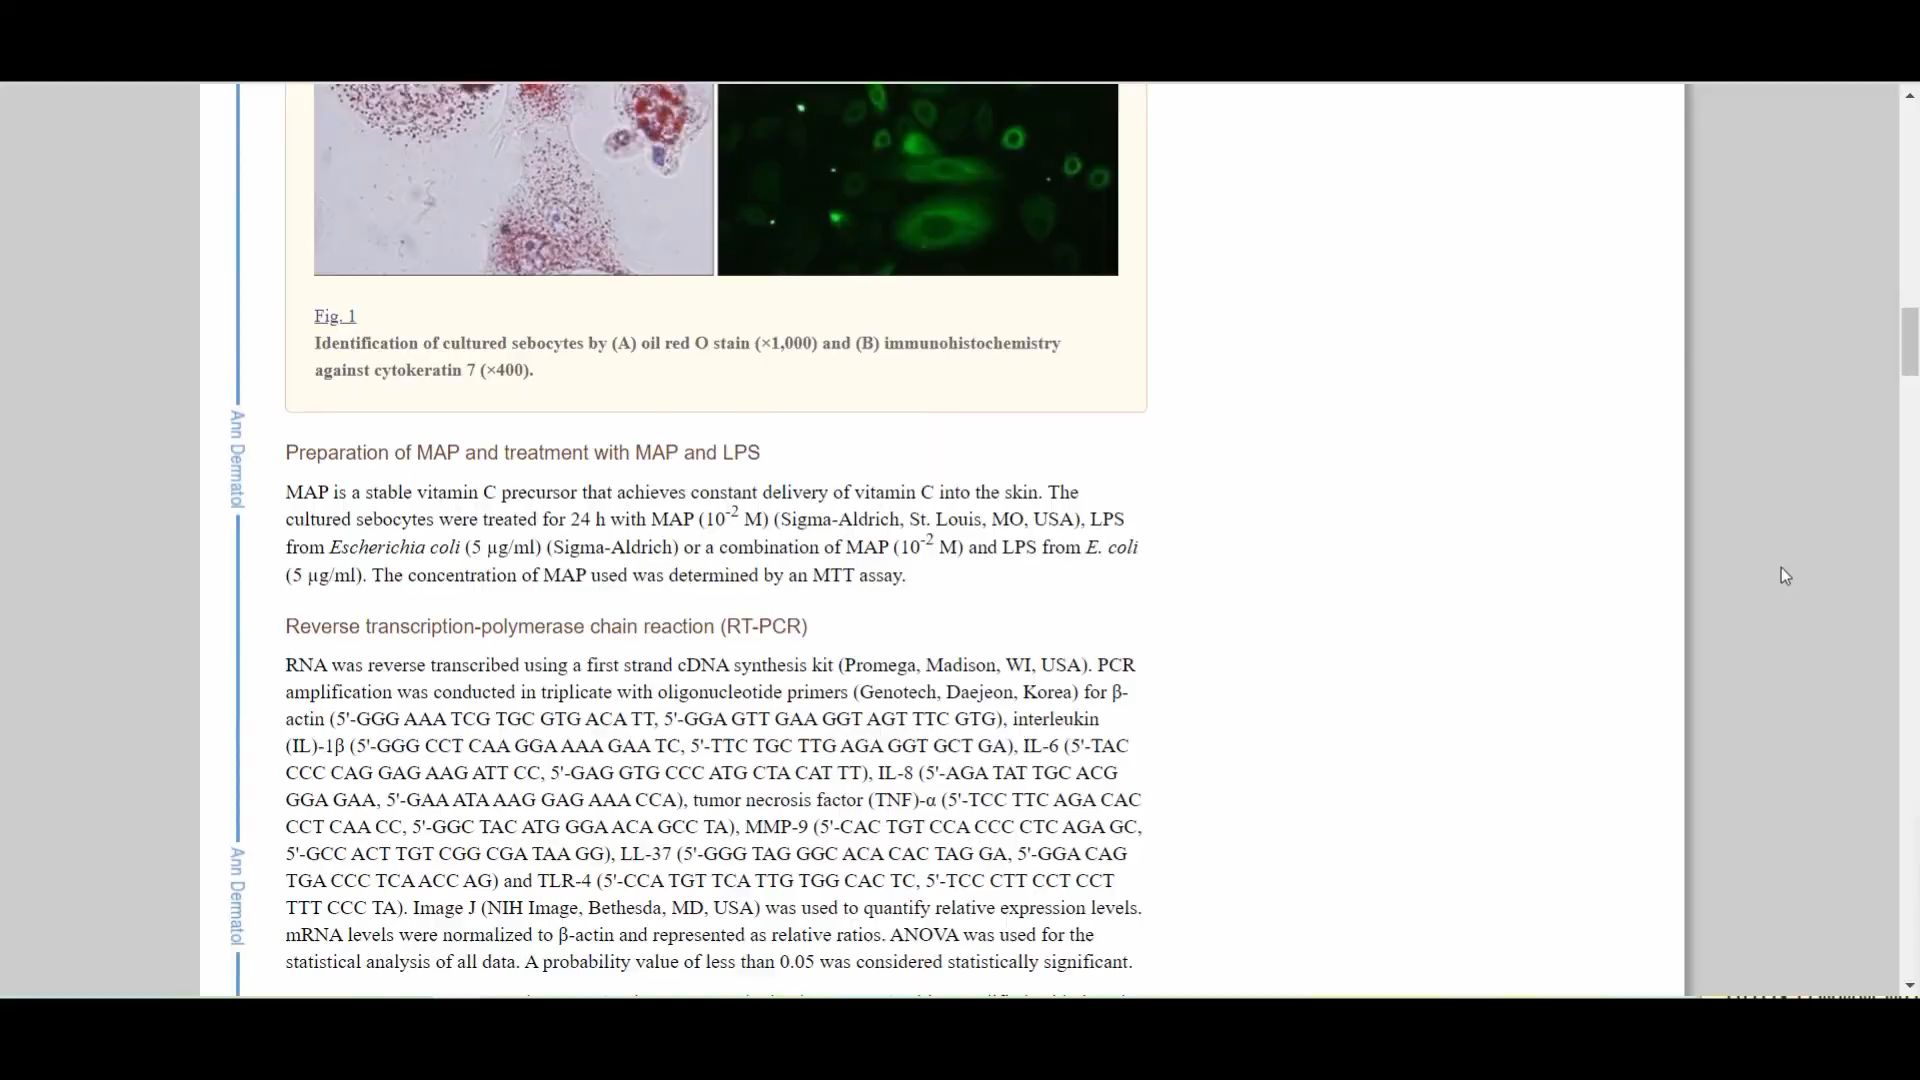 Fig. 1
Identification of cultured sebocytes by (A) oil red O stain (×1,000) and (B) immunohistochemistry
against cytokeratin 7 (×400).
Ann Dermatol
Preparation of MAP and treatment with MAP and LPS
MAP is a stable vitamin C precursor that achieves constant delivery of vitamin C into the skin. The
cultured sebocytes were treated for 24 h with MAP (10⁻² M) (Sigma-Aldrich, St. Louis, MO, USA), LPS
from Escherichia coli (5 µg/ml) (Sigma-Aldrich) or a combination of MAP (10⁻² M) and LPS from E. coli
(5 µg/ml). The concentration of MAP used was determined by an MTT assay.
Reverse transcription-polymerase chain reaction (RT-PCR)
RNA was reverse transcribed using a first strand cDNA synthesis kit (Promega, Madison, WI, USA). PCR
amplification was conducted in triplicate with oligonucleotide primers (Genotech, Daejeon, Korea) for β-
actin (5'-GGG AAA TCG TGC GTG ACA TT, 5'-GGA GTT GAA GGT AGT TTC GTG), interleukin
(IL)-1β (5'-GGG CCT CAA GGA AAA GAA TC, 5'-TTC TGC TTG AGA GGT GCT GA), IL-6 (5'-TAC
CCC CAG GAG AAG ATT CC, 5'-GAG GTG CCC ATG CTA CAT TT), IL-8 (5'-AGA TAT TGC ACG
GGA GAA, 5'-GAA ATA AAG GAG AAA CCA), tumor necrosis factor (TNF)-α (5'-TCC TTC AGA CAC
CCT CAA CC, 5'-GGC TAC ATG GGA ACA GCC TA), MMP-9 (5'-CAC TGT CCA CCC CTC AGA GC,
5'-GCC ACT TGT CGG CGA TAA GG), LL-37 (5'-GGG TAG GGC ACA CAC TAG GA, 5'-GGA CAG
TGA CCC TCA ACC AG) and TLR-4 (5'-CCA TGT TCA TTG TGG CAC TC, 5'-TCC CTT CCT CCT
TTT CCC TA). Image J (NIH Image, Bethesda, MD, USA) was used to quantify relative expression levels.
mRNA levels were normalized to β-actin and represented as relative ratios. ANOVA was used for the
statistical analysis of all data. A probability value of less than 0.05 was considered statistically significant.
Ann Dermatol